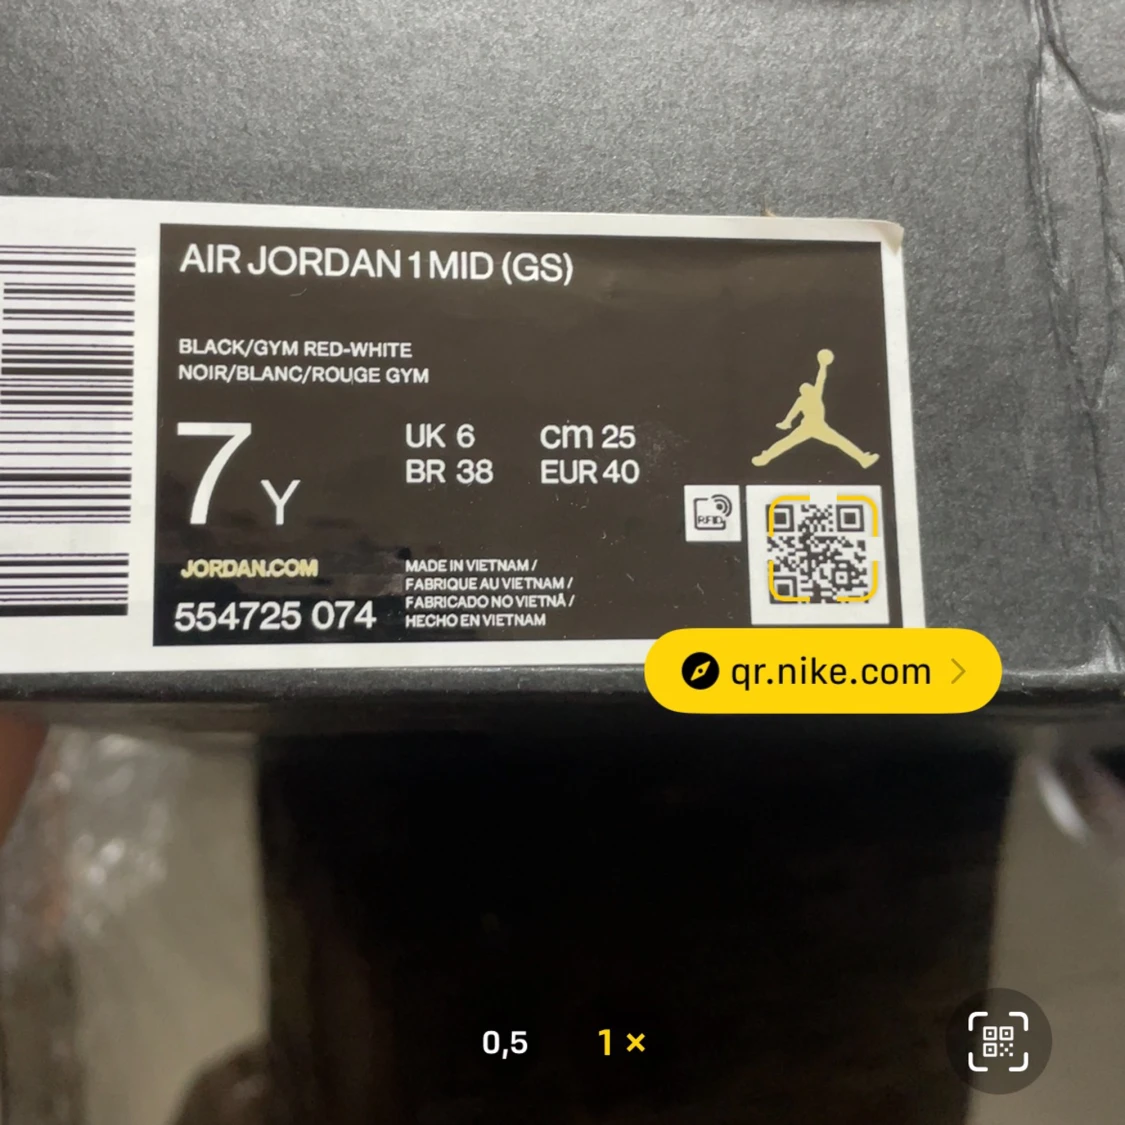 AIR JORDAN 1 MID (GS)
BLACK/GYM RED-WHITE
NOIR/BLANC/ROUGE GYM
7 Y
UK 6 cm 25
BR 38 EUR 40
RFID
JORDAN.COM
554725 074
MADE IN VIETNAM /
FABRIQUE AU VIETNAM /
FABRICADO NO VIETNÃ /
HECHO EN VIETNAM
qr.nike.com
0,5 1 ×